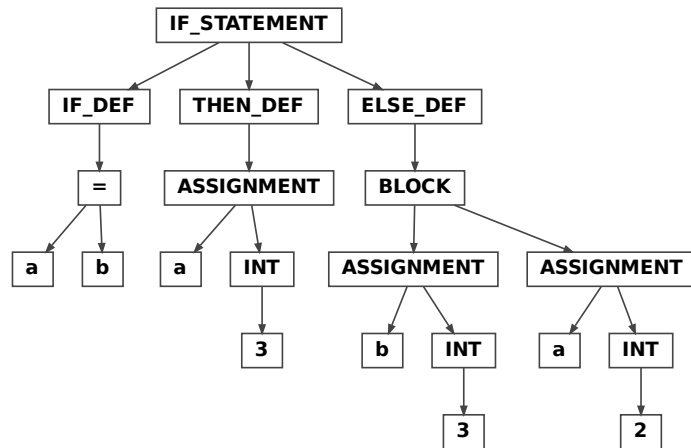 IF_STATEMENT
IF_DEF THEN_DEF ELSE_DEF
= ASSIGNMENT BLOCK
a b a INT ASSIGNMENT ASSIGNMENT
3 b INT a INT
3 2